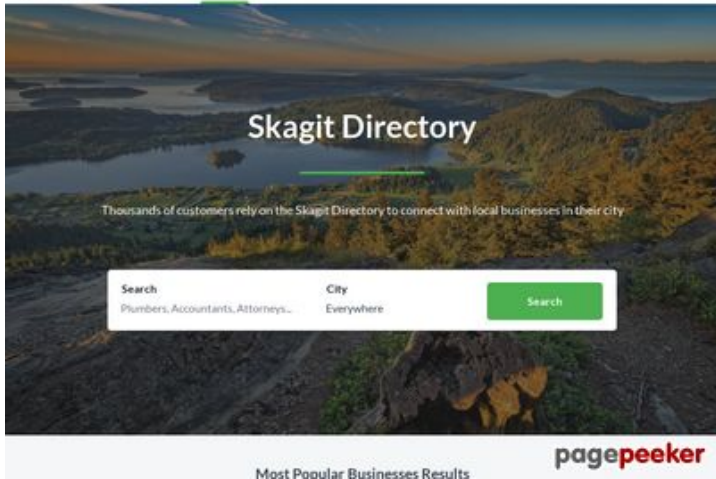 Skagit Directory
Thousands of customers rely on the Skagit Directory to connect with local businesses in their city
Search
City
Plumbers, Accountants, Attorneys...
Everywhere
Search
pagepeeker
Most Popular Businesses Results